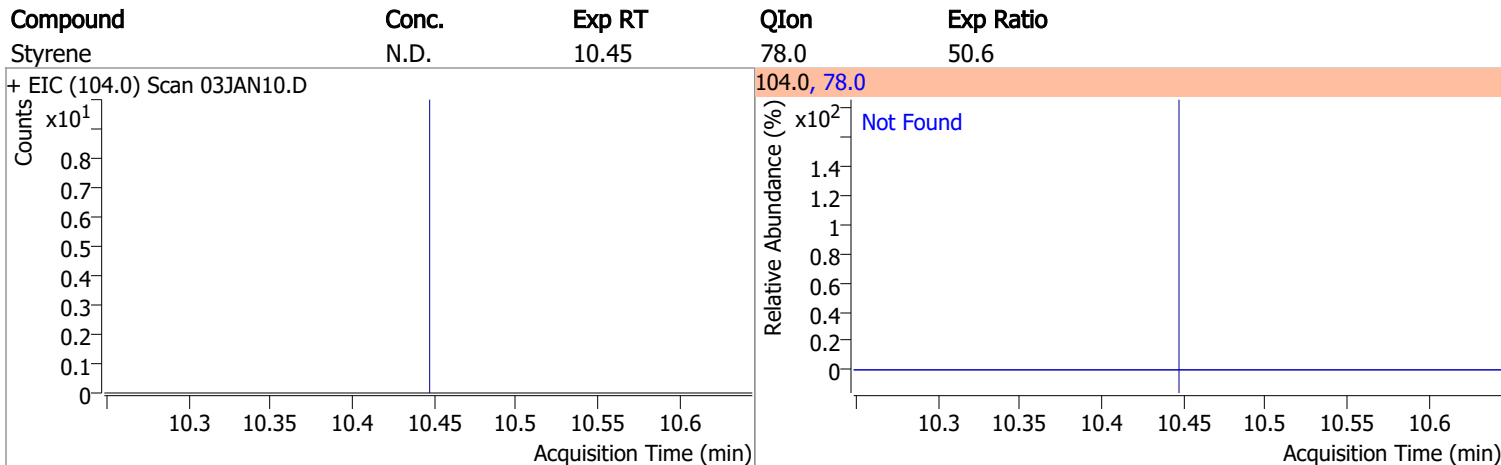 Compound Conc. Exp RT QIon Exp Ratio
Styrene N.D. 10.45 78.0 50.6
+ EIC (104.0) Scan 03JAN10.D
Counts
x101
0.8
0.7
0.6
0.5
0.4
0.3
0.2
0.1
0
10.3 10.35 10.4 10.45 10.5 10.55 10.6
Acquisition Time (min)
104.0, 78.0
Relative Abundance (%)
x102
Not Found
1.4
1.2
1
0.8
0.6
0.4
0.2
0
10.3 10.35 10.4 10.45 10.5 10.55 10.6
Acquisition Time (min)